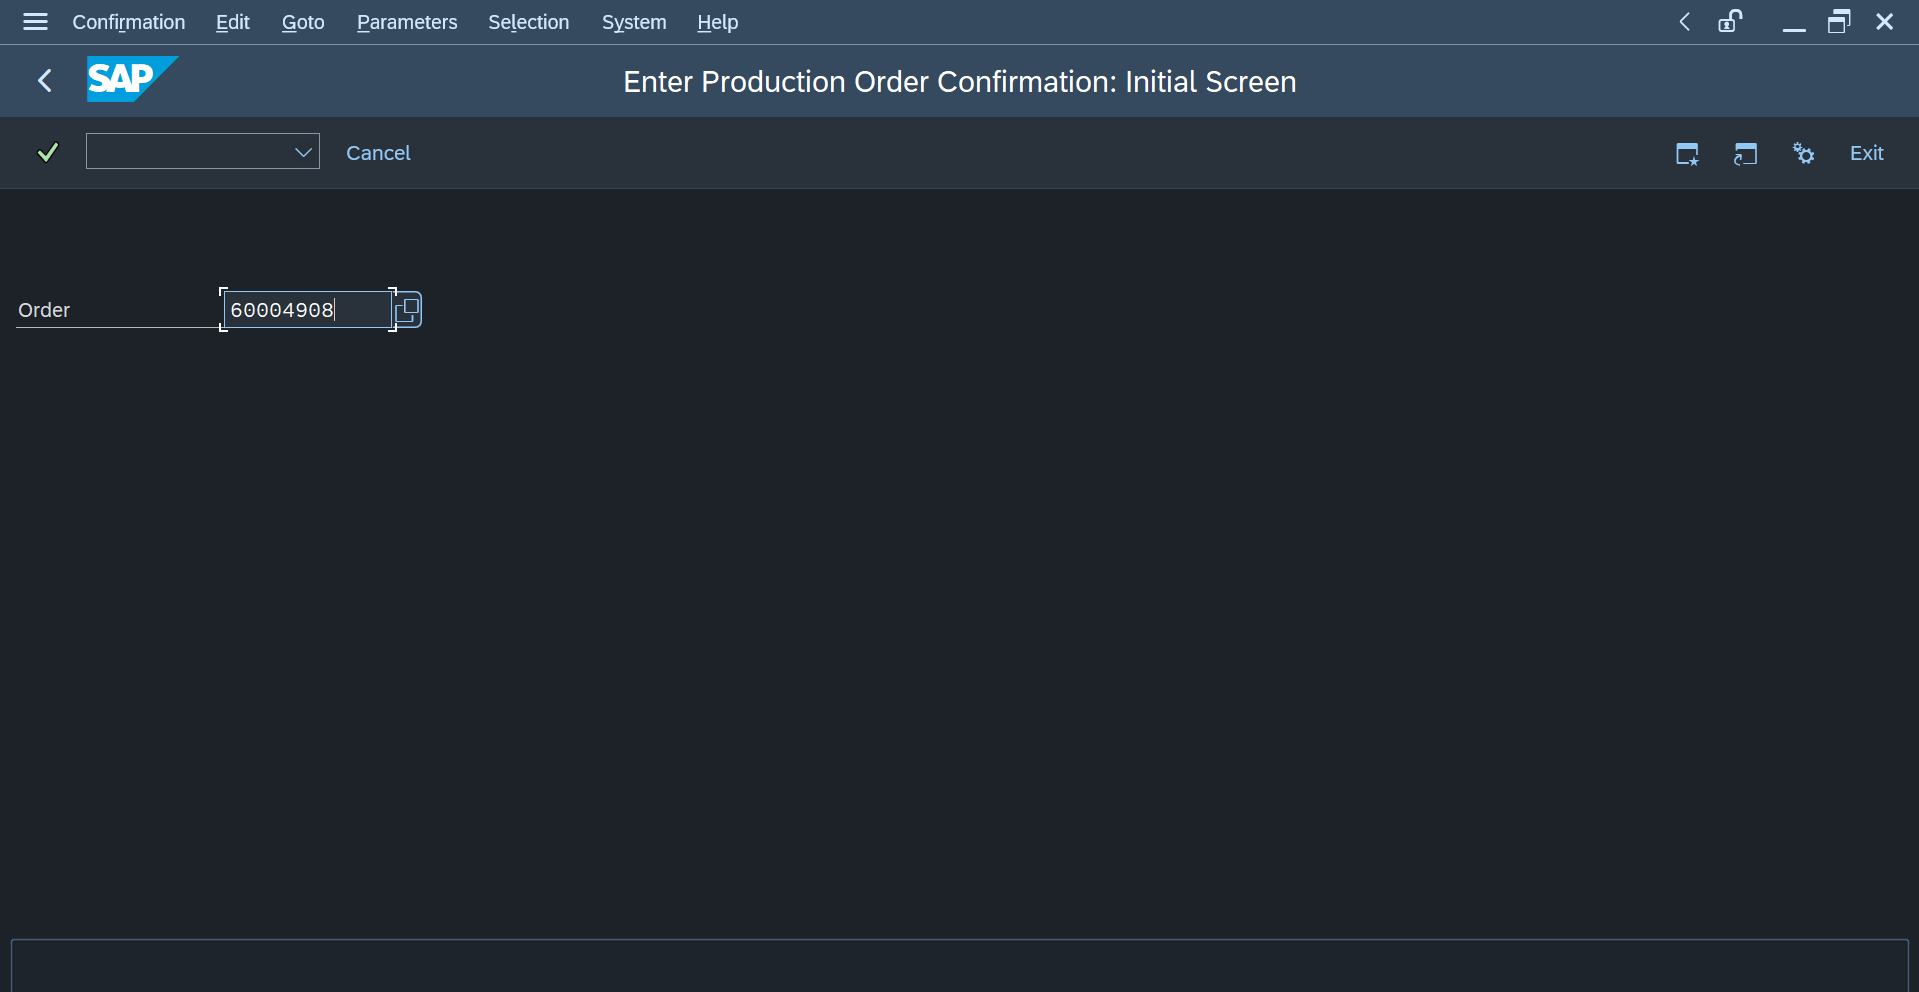 Confirmation Edit Goto Parameters Selection System Help
SAP
Enter Production Order Confirmation: Initial Screen
Cancel
Exit
Order 60004908